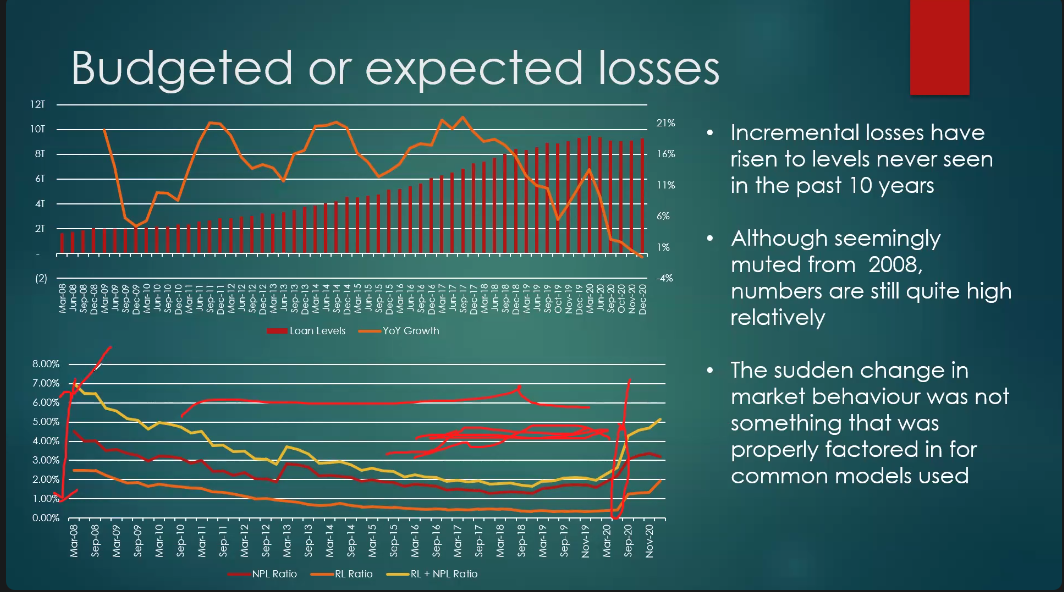 Budgeted or expected losses
12T
10T
8T
6T
4T
2T
-
(2)
21%
16%
11%
6%
1%
-4%
Mar-08 Jun-08 Sep-08 Dec-08 Mar-09 Jun-09 Sep-09 Dec-09 Mar-10 Jun-10 Sep-10 Dec-10 Mar-11 Jun-11 Sep-11 Dec-11 Mar-12 Jun-12 Sep-12 Dec-12 Mar-13 Jun-13 Sep-13 Dec-13 Mar-14 Jun-14 Sep-14 Dec-14 Mar-15 Jun-15 Sep-15 Dec-15 Mar-16 Jun-16 Sep-16 Dec-16 Mar-17 Jun-17 Sep-17 Dec-17 Mar-18 Jun-18 Sep-18 Dec-18 Mar-19 Jun-19 Sep-19 Oct-19 Nov-19 Dec-19 Mar-20 Jun-20 Sep-20 Oct-20 Nov-20 Dec-20
Loan Levels YoY Growth
8.00%
7.00%
6.00%
5.00%
4.00%
3.00%
2.00%
1.00%
0.00%
Mar-08 Sep-08 Mar-09 Sep-09 Mar-10 Sep-10 Mar-11 Sep-11 Mar-12 Sep-12 Mar-13 Sep-13 Mar-14 Sep-14 Mar-15 Sep-15 Mar-16 Sep-16 Mar-17 Sep-17 Mar-18 Sep-18 Mar-19 Sep-19 Nov-19 Mar-20 Sep-20 Nov-20
NPL Ratio RL Ratio RL + NPL Ratio
• Incremental losses have
risen to levels never seen
in the past 10 years
• Although seemingly
muted from 2008,
numbers are still quite high
relatively
• The sudden change in
market behaviour was not
something that was
properly factored in for
common models used